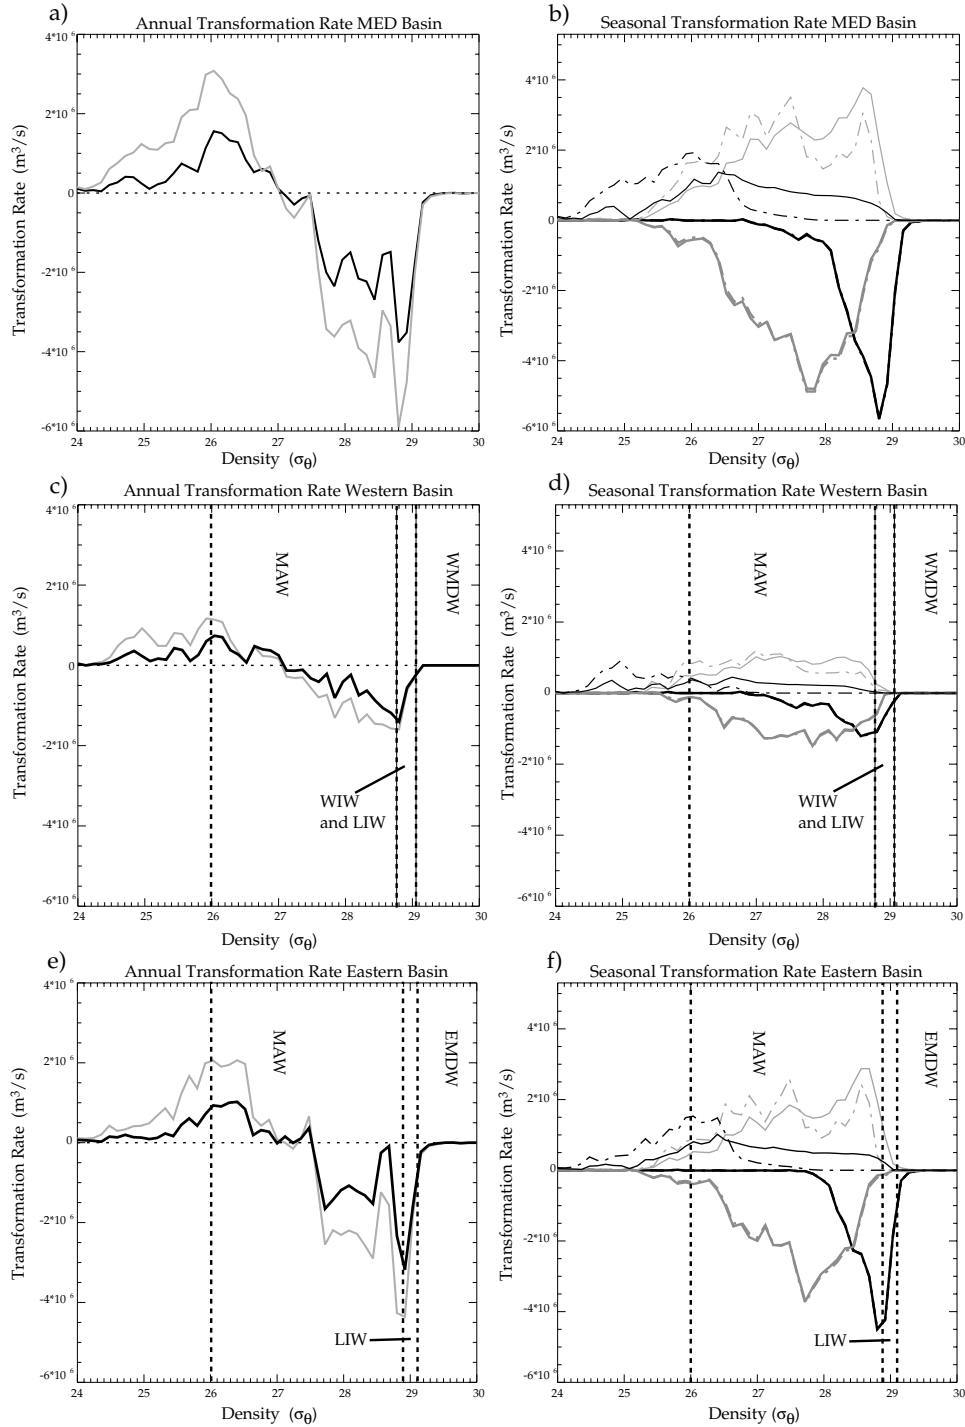 a)
Annual Transformation Rate MED Basin
4*10 6
2*10 6
0
-2*10 6
-4*10 6
-6*10 6
Transformation Rate (m³/s)
24 25 26 27 28 29 30
Density (σθ)
b)
Seasonal Transformation Rate MED Basin
4*10 6
2*10 6
0
-2*10 6
-4*10 6
-6*10 6
Transformation Rate (m³/s)
24 25 26 27 28 29 30
Density (σθ)
c)
Annual Transformation Rate Western Basin
4*10 6
2*10 6
0
-2*10 6
-4*10 6
-6*10 6
Transformation Rate (m³/s)
MAW
WMDW
WIW
and LIW
24 25 26 27 28 29 30
Density (σθ)
d)
Seasonal Transformation Rate Western Basin
4*10 6
2*10 6
0
-2*10 6
-4*10 6
-6*10 6
Transformation Rate (m³/s)
MAW
WMDW
WIW
and LIW
24 25 26 27 28 29 30
Density (σθ)
e)
Annual Transformation Rate Eastern Basin
4*10 6
2*10 6
0
-2*10 6
-4*10 6
-6*10 6
Transformation Rate (m³/s)
MAW
EMDW
LIW
24 25 26 27 28 29 30
Density (σθ)
f)
Seasonal Transformation Rate Eastern Basin
4*10 6
2*10 6
0
-2*10 6
-4*10 6
-6*10 6
Transformation Rate (m³/s)
MAW
EMDW
LIW
24 25 26 27 28 29 30
Density (σθ)